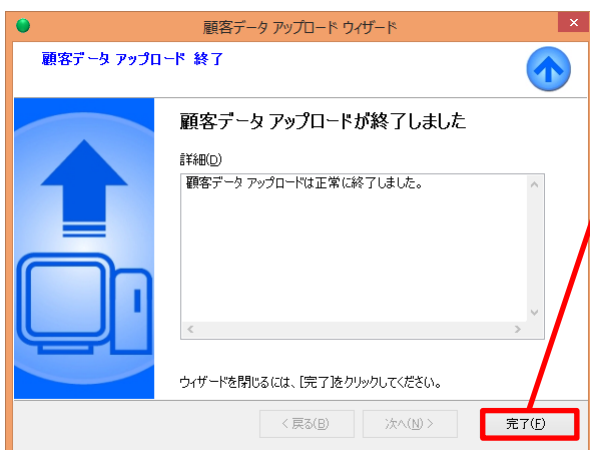 顧客データ アップロード ウィザード
顧客データ アップロード 終了
顧客データ アップロードが終了しました
詳細(D)
顧客データ アップロードは正常に終了しました。
ウィザードを閉じるには、[完了]をクリックしてください。
< 戻る(B) 次へ(N) > 完了(F)